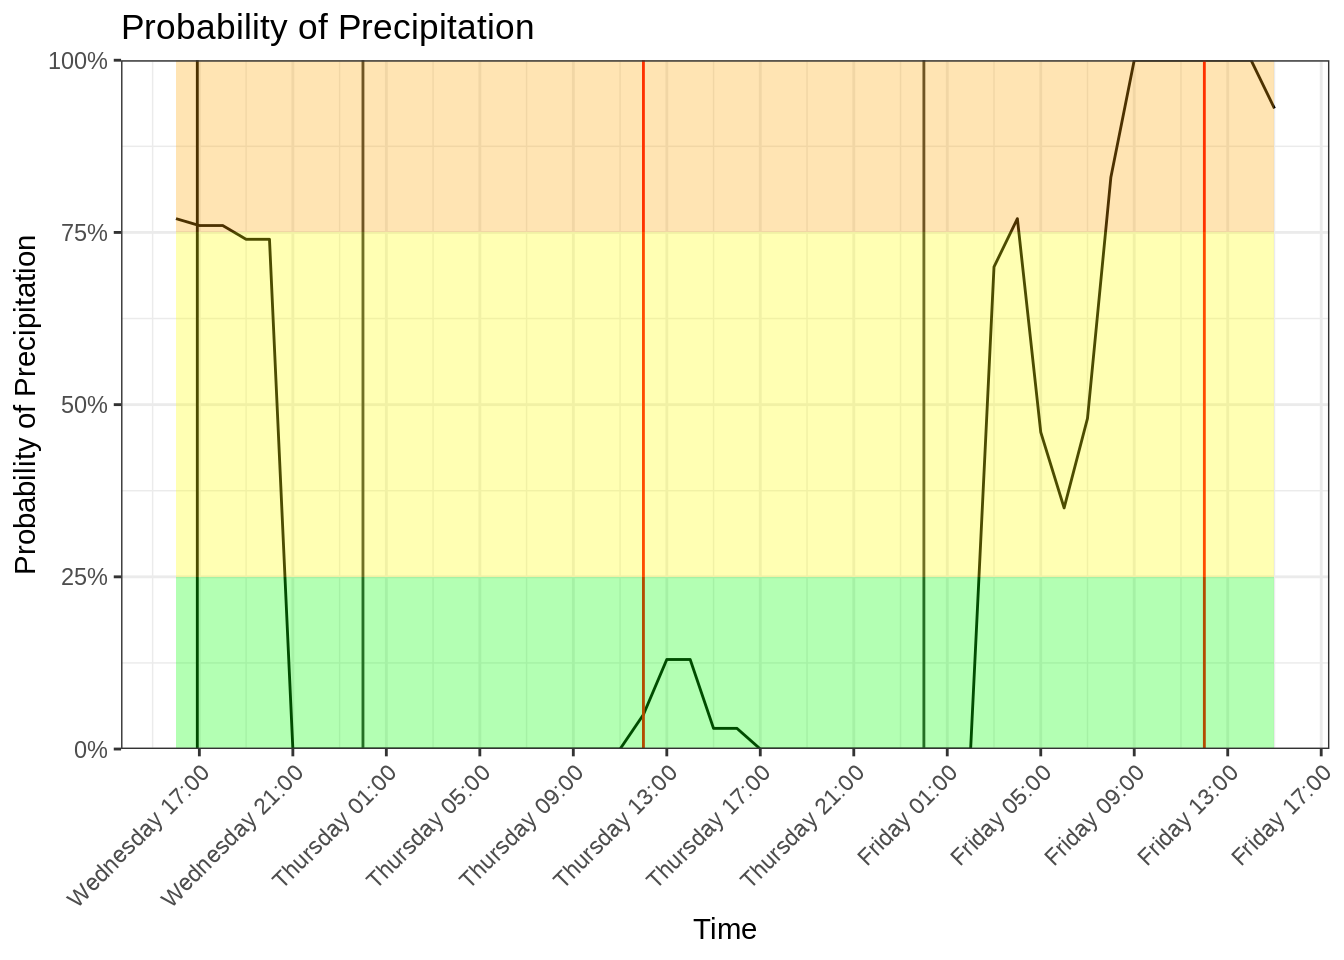 Probability of Precipitation
Probability of Precipitation
100%
75%
50%
25%
0%
Wednesday 17:00
Wednesday 21:00
Thursday 01:00
Thursday 05:00
Thursday 09:00
Thursday 13:00
Thursday 17:00
Thursday 21:00
Friday 01:00
Friday 05:00
Friday 09:00
Friday 13:00
Friday 17:00
Time